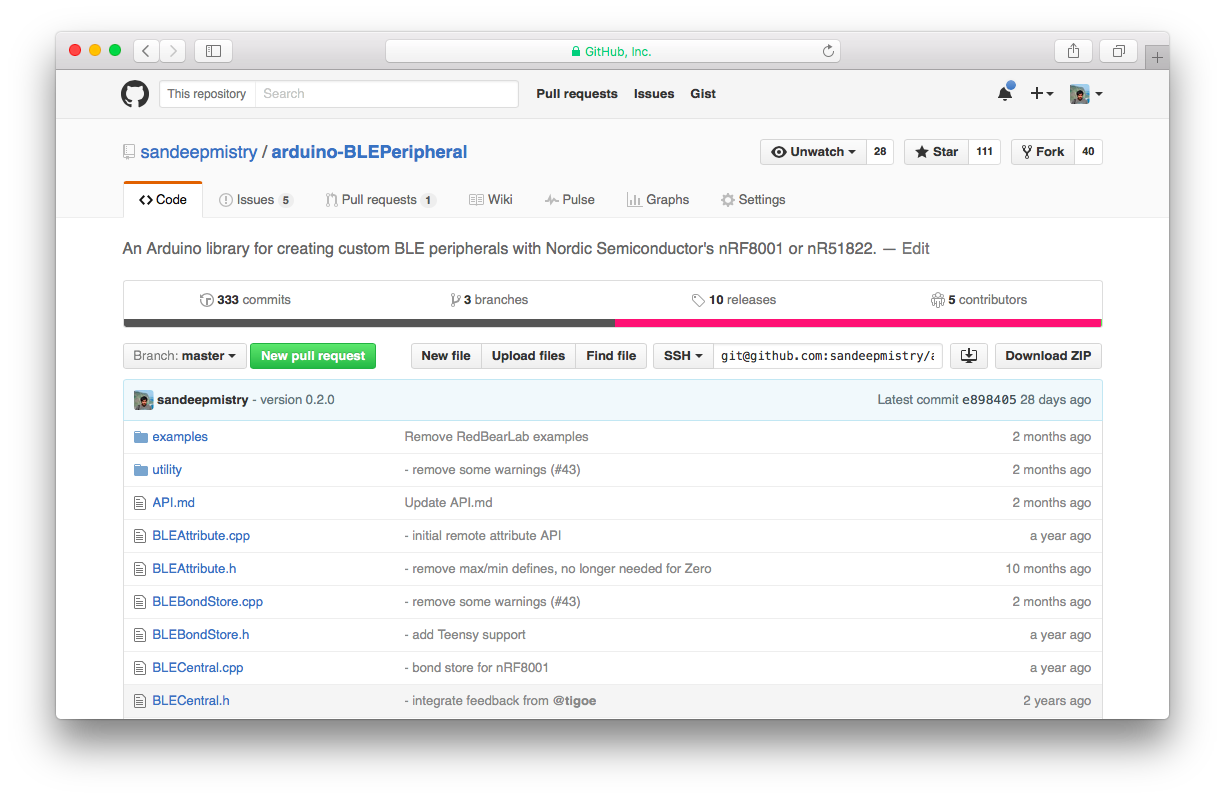 GitHub, Inc.
This repository Search Pull requests Issues Gist
sandeepmistry / arduino-BLEPeripheral Unwatch 28 Star 111 Fork 40
Code Issues 5 Pull requests 1 Wiki Pulse Graphs Settings
An Arduino library for creating custom BLE peripherals with Nordic Semiconductor's nRF8001 or nR51822. — Edit
333 commits 3 branches 10 releases 5 contributors
Branch: master New pull request New file Upload files Find file SSH git@github.com:sandeepmistry/a Download ZIP
sandeepmistry - version 0.2.0 Latest commit e898405 28 days ago
examples Remove RedBearLab examples 2 months ago
utility - remove some warnings (#43) 2 months ago
API.md Update API.md 2 months ago
BLEAttribute.cpp - initial remote attribute API a year ago
BLEAttribute.h - remove max/min defines, no longer needed for Zero 10 months ago
BLEBondStore.cpp - remove some warnings (#43) 2 months ago
BLEBondStore.h - add Teensy support a year ago
BLECentral.cpp - bond store for nRF8001 a year ago
BLECentral.h - integrate feedback from @tigoe 2 years ago